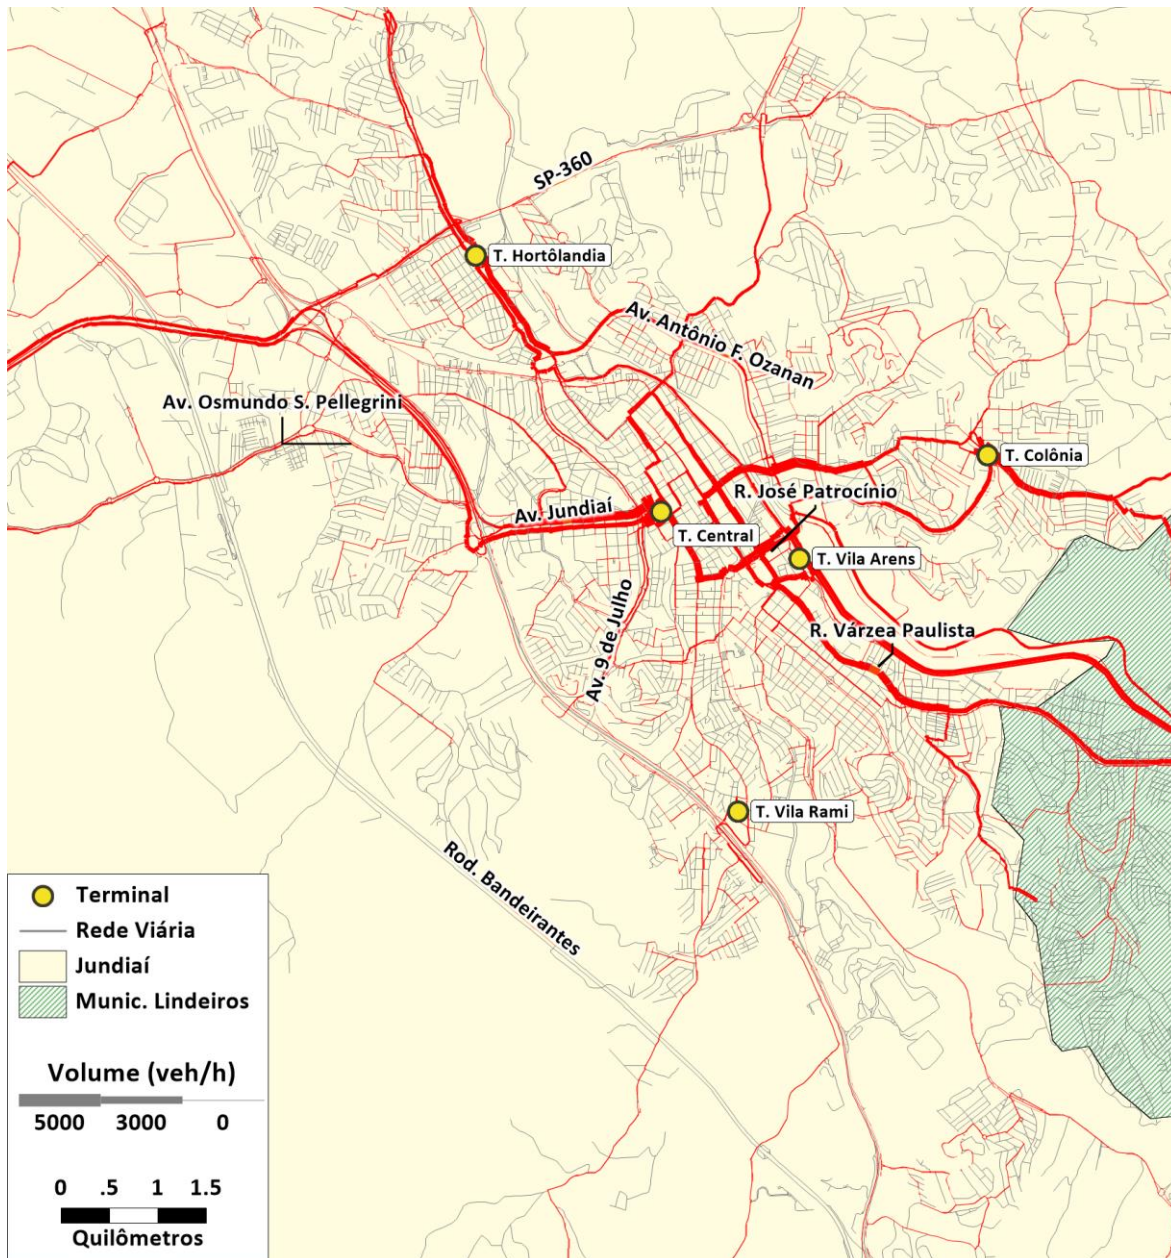 SP-360
T. Hortôlandia
Av. Antônio F. Ozanan
Av. Osmundo S. Pellegrini
T. Colônia
R. José Patrocínio
Av. Jundiaí
T. Central
T. Vila Arens
Av. 9 de Julho
R. Várzea Paulista
T. Vila Rami
Rod. Bandeirantes
Terminal
Rede Viária
Jundiaí
Munic. Lindeiros
Volume (veh/h)
5000 3000 0
0 .5 1 1.5
Quilômetros